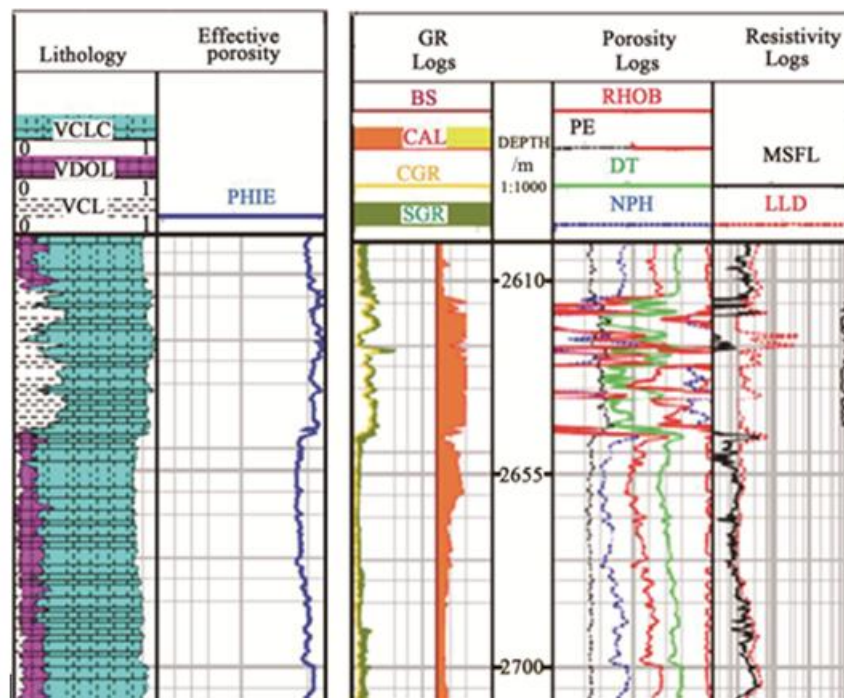 Lithology
Effective
porosity
VCLC
0 1
VDOL
0 1
VCL
0 1
PHIE
GR
Logs
Porosity
Logs
Resistivity
Logs
BS
CAL
CGR
SGR
DEPTH
/m
1:1000
RHOB
PE
DT
NPH
MSFL
LLD
2610
2655
2700